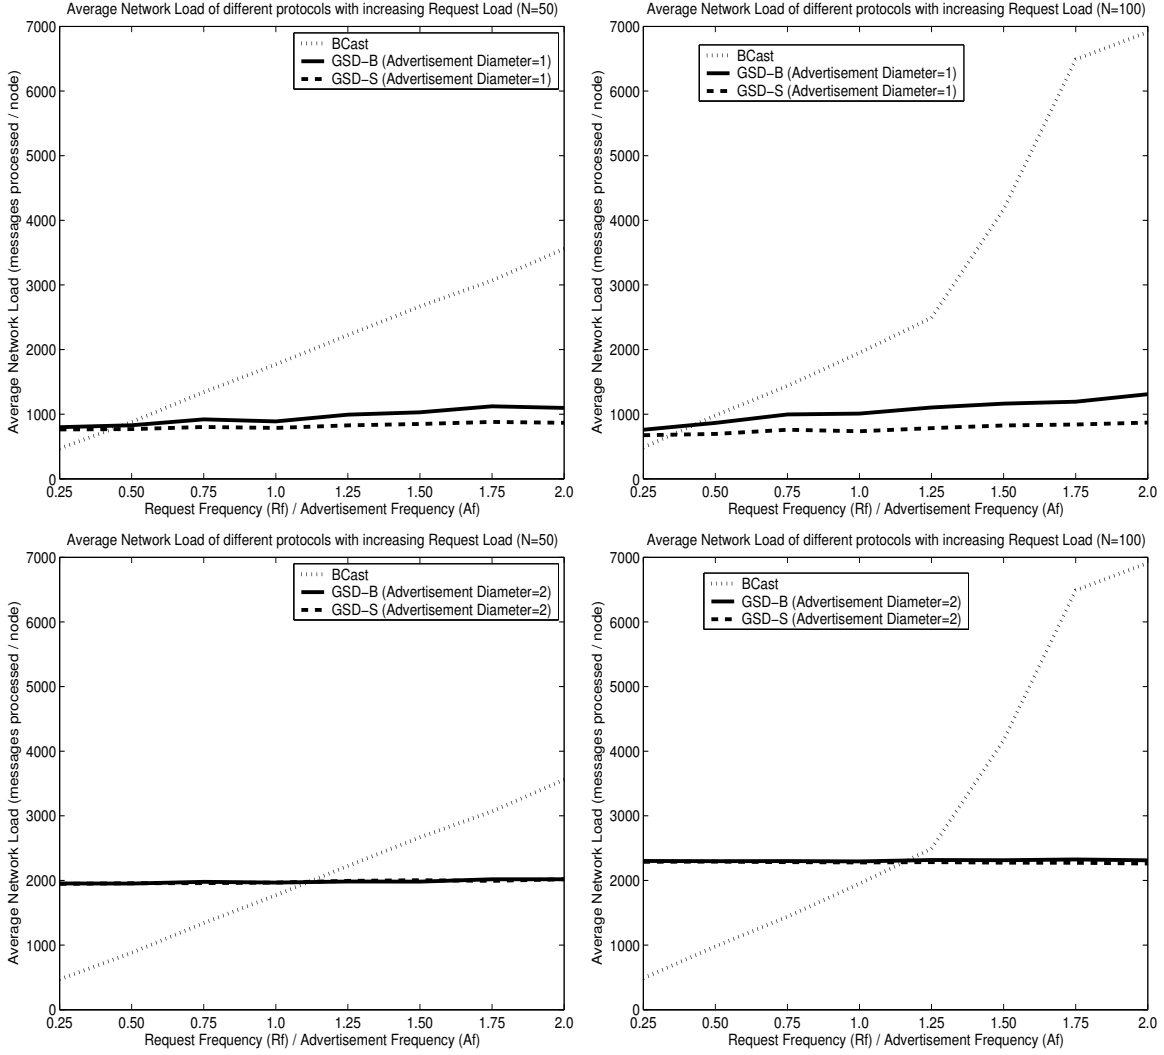 Average Network Load of different protocols with increasing Request Load (N=50)
Average Network Load (messages processed / node)
7000
6000
5000
4000
3000
2000
1000
0
BCast
GSD-B (Advertisement Diameter=1)
GSD-S (Advertisement Diameter=1)
0.25 0.50 0.75 1.0 1.25 1.50 1.75 2.0
Request Frequency (Rf) / Advertisement Frequency (Af)
Average Network Load of different protocols with increasing Request Load (N=100)
Average Network Load (messages processed / node)
7000
6000
5000
4000
3000
2000
1000
0
BCast
GSD-B (Advertisement Diameter=1)
GSD-S (Advertisement Diameter=1)
0.25 0.50 0.75 1.0 1.25 1.50 1.75 2.0
Request Frequency (Rf) / Advertisement Frequency (Af)
Average Network Load of different protocols with increasing Request Load (N=50)
Average Network Load (messages processed / node)
7000
6000
5000
4000
3000
2000
1000
0
BCast
GSD-B (Advertisement Diameter=2)
GSD-S (Advertisement Diameter=2)
0.25 0.50 0.75 1.00 1.25 1.50 1.75 2.0
Request Frequency (Rf) / Advertisement Frequency (Af)
Average Network Load of different protocols with increasing Request Load (N=100)
Average Network Load (messages processed / node)
7000
6000
5000
4000
3000
2000
1000
0
BCast
GSD-B (Advertisement Diameter=2)
GSD-S (Advertisement Diameter=2)
0.25 0.50 0.75 1.00 1.25 1.50 1.75 2.0
Request Frequency (Rf) / Advertisement Frequency (Af)